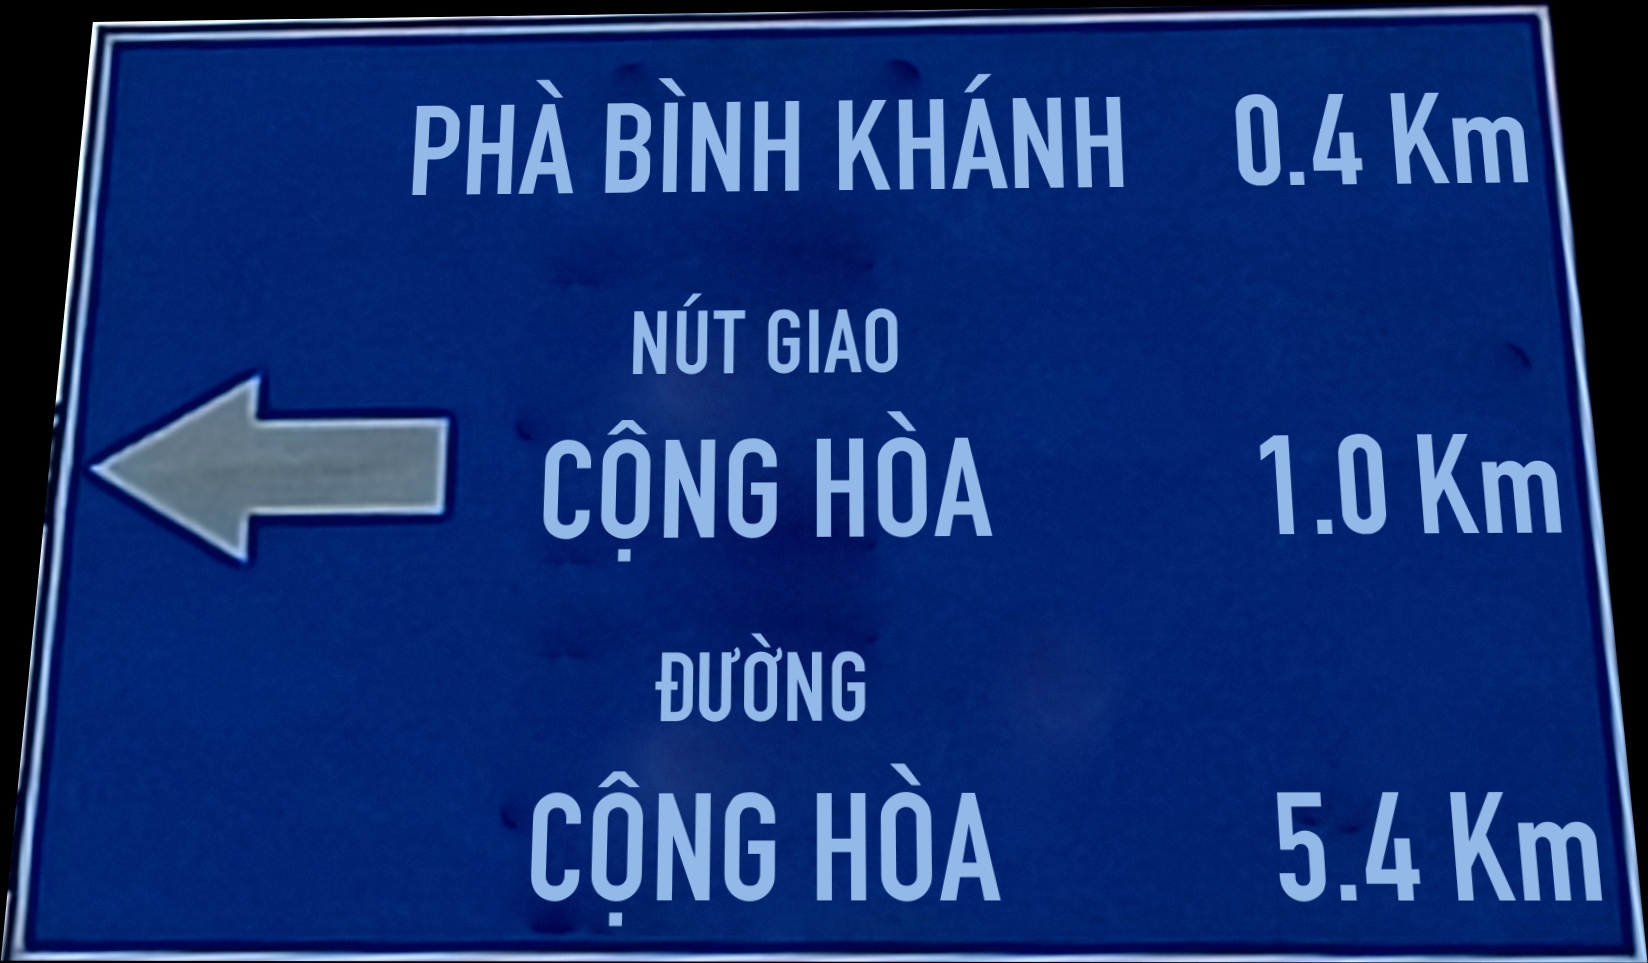 PHÀ BÌNH KHÁNH 0.4 Km
NÚT GIAO
CỘNG HÒA 1.0 Km
ĐƯỜNG
CỘNG HÒA 5.4 Km